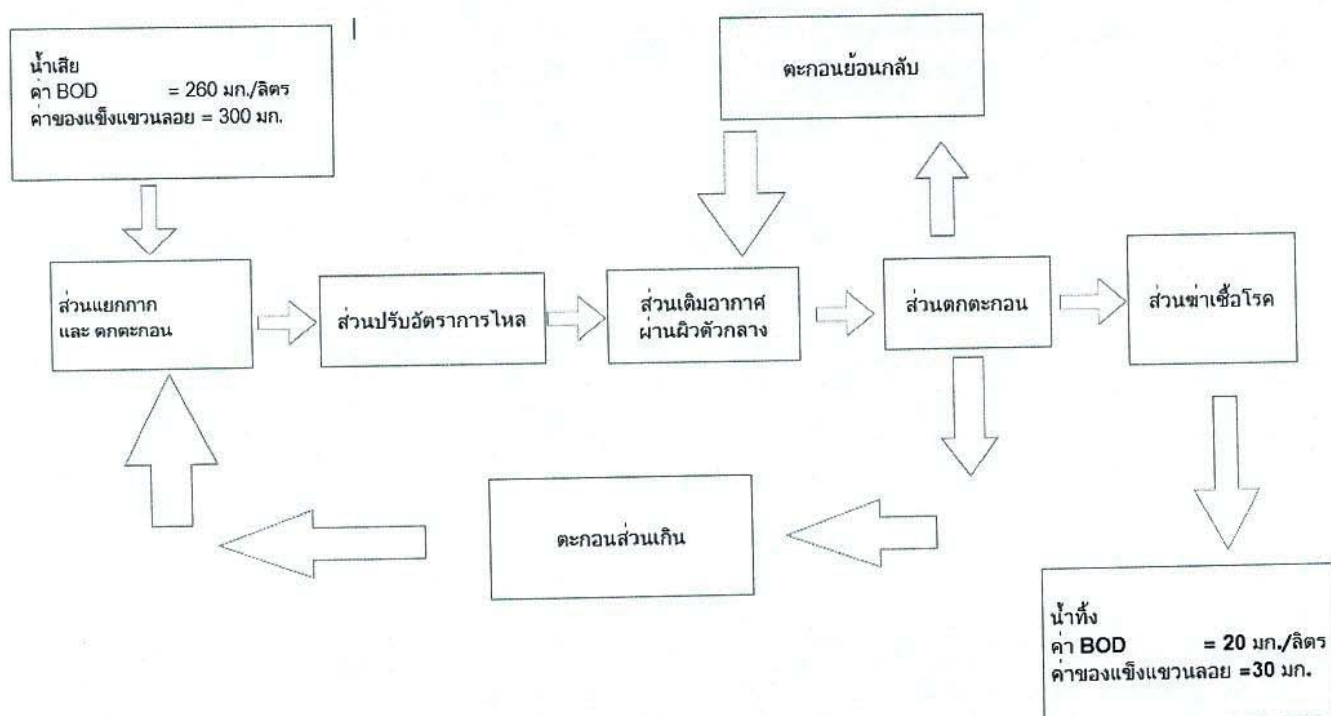 น้ำเสีย
ค่า BOD = 260 มก./ลิตร
ค่าของแข็งแขวนลอย = 300 มก.
ตะกอนย้อนกลับ
ส่วนแยกกาก
และ ตกตะกอน
ส่วนปรับอัตราการไหล
ส่วนเติมอากาศ
ผ่านผิวตัวกลาง
ส่วนตกตะกอน
ส่วนฆ่าเชื้อโรค
ตะกอนส่วนเกิน
น้ำทิ้ง
ค่า BOD = 20 มก./ลิตร
ค่าของแข็งแขวนลอย =30 มก.